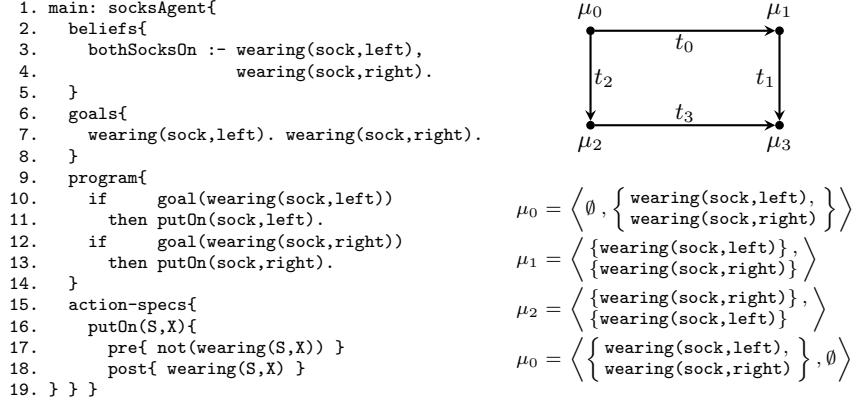 1. main: socksAgent{
2. beliefs{
3. bothSocksOn :- wearing(sock,left),
4. wearing(sock,right).
5. }
6. goals{
7. wearing(sock,left). wearing(sock,right).
8. }
9. program{
10. if goal(wearing(sock,left))
11. then putOn(sock,left).
12. if goal(wearing(sock,right))
13. then putOn(sock,right).
14. }
15. action-specs{
16. putOn(S,X){
17. pre{ not(wearing(S,X)) }
18. post{ wearing(S,X) }
19. } } }
μ0 μ1
t0
t2 t1
t3
μ2 μ3
μ0 = ⟨ ∅ , { wearing(sock,left),
wearing(sock,right) } ⟩
μ1 = ⟨ {wearing(sock,left)} ,
{wearing(sock,right)} ⟩
μ2 = ⟨ {wearing(sock,right)} ,
{wearing(sock,left)} ⟩
μ0 = ⟨ { wearing(sock,left),
wearing(sock,right) } , ∅ ⟩